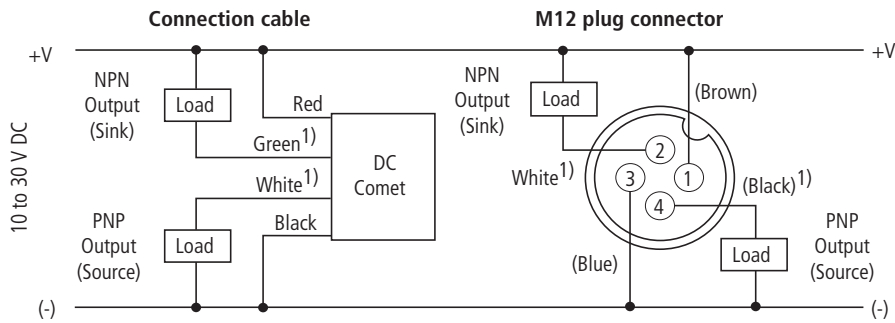 Connection cable
M12 plug connector
+V
+V
10 to 30 V DC
NPN
Output
(Sink)
Load
Red
Green1)
White1)
Black
DC
Comet
PNP
Output
(Source)
Load
(-)
NPN
Output
(Sink)
Load
(Brown)
White1)
2
3
1
4
(Black)1)
(Blue)
Load
PNP
Output
(Source)
(-)